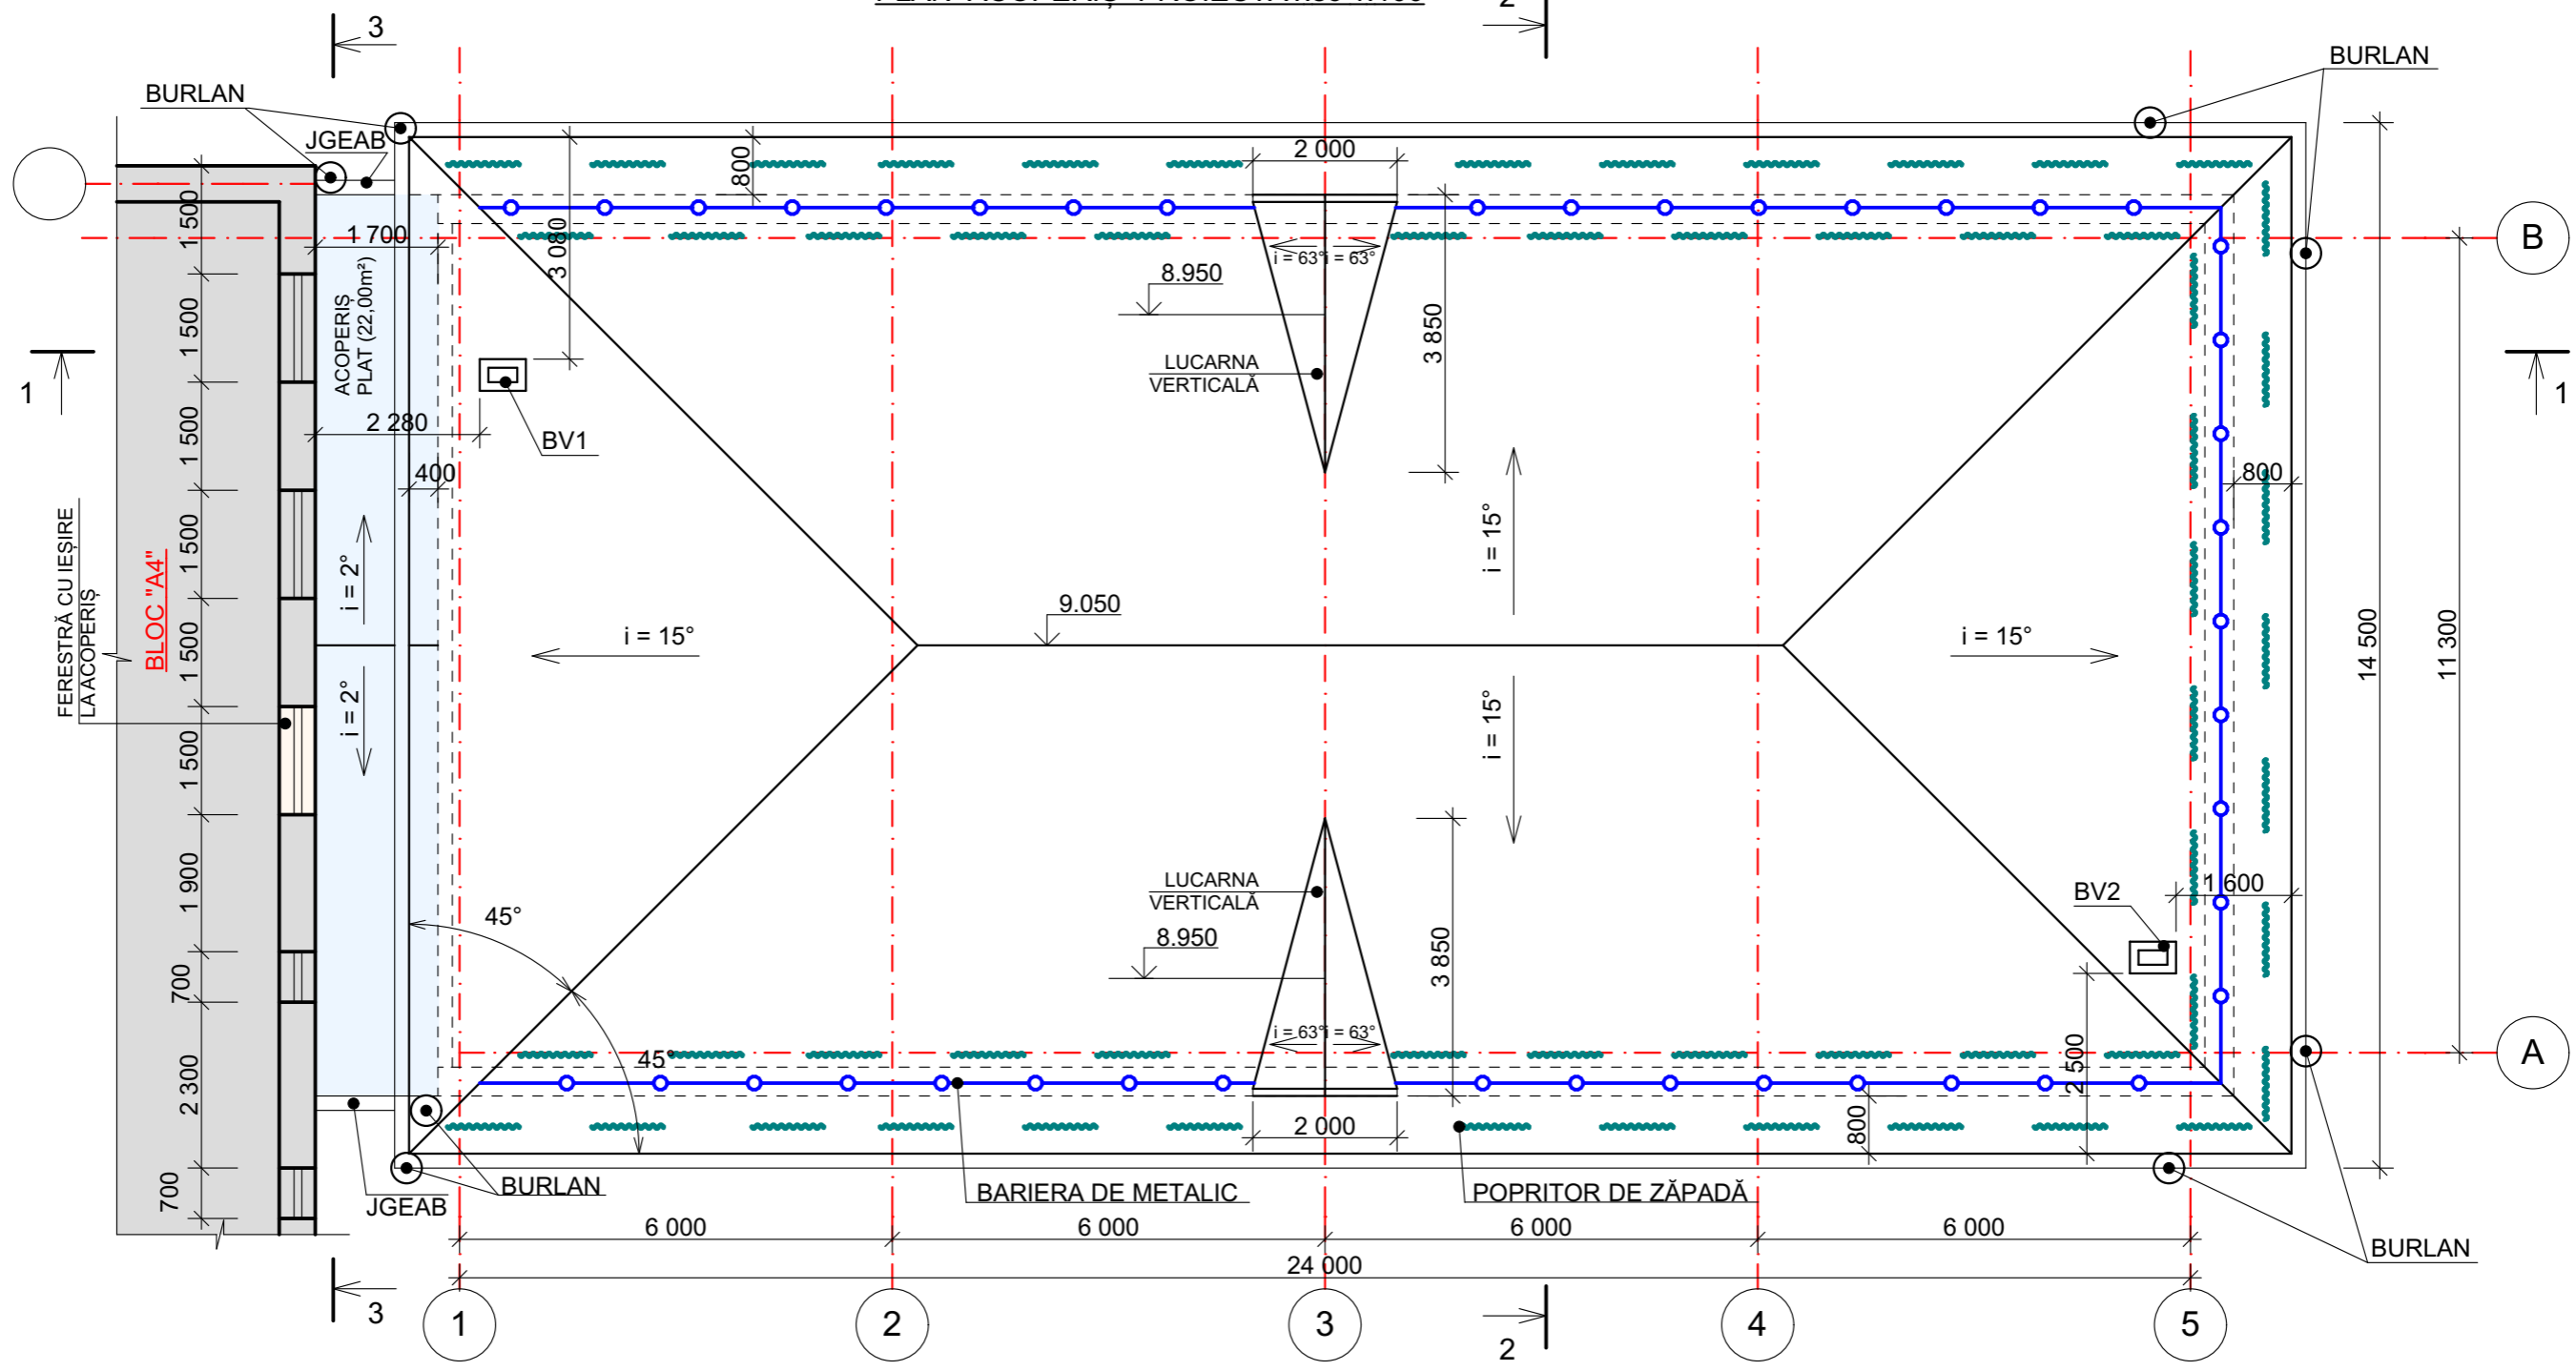 2
3
BURLAN
BURLAN
JGEAB
2 000
800
1 500
3 080
B
1 700
i = 63°
i = 63°
8.950
ACOPERIȘ
PLAT (22,00m²)
1 500
3 850
LUCARNA
VERTICALĂ
1
1
2 280
BV1
1 500
400
800
FERESTRĂ CU IEȘIRE
LA ACOPERIȘ
BLOC "A4"
1 500
i = 2°
i = 15°
9.050
i = 15°
i = 15°
14 500
11 300
1 500
i = 2°
i = 15°
1 500
1 900
LUCARNA
VERTICALĂ
BV2
1 600
45°
8.950
3 850
700
i = 63°
i = 63°
45°
2 500
A
2 300
800
2 000
700
JGEAB
BURLAN
BARIERA DE METALIC
POPRITOR DE ZĂPADĂ
6 000
6 000
6 000
6 000
BURLAN
24 000
3
1
2
3
4
5
2